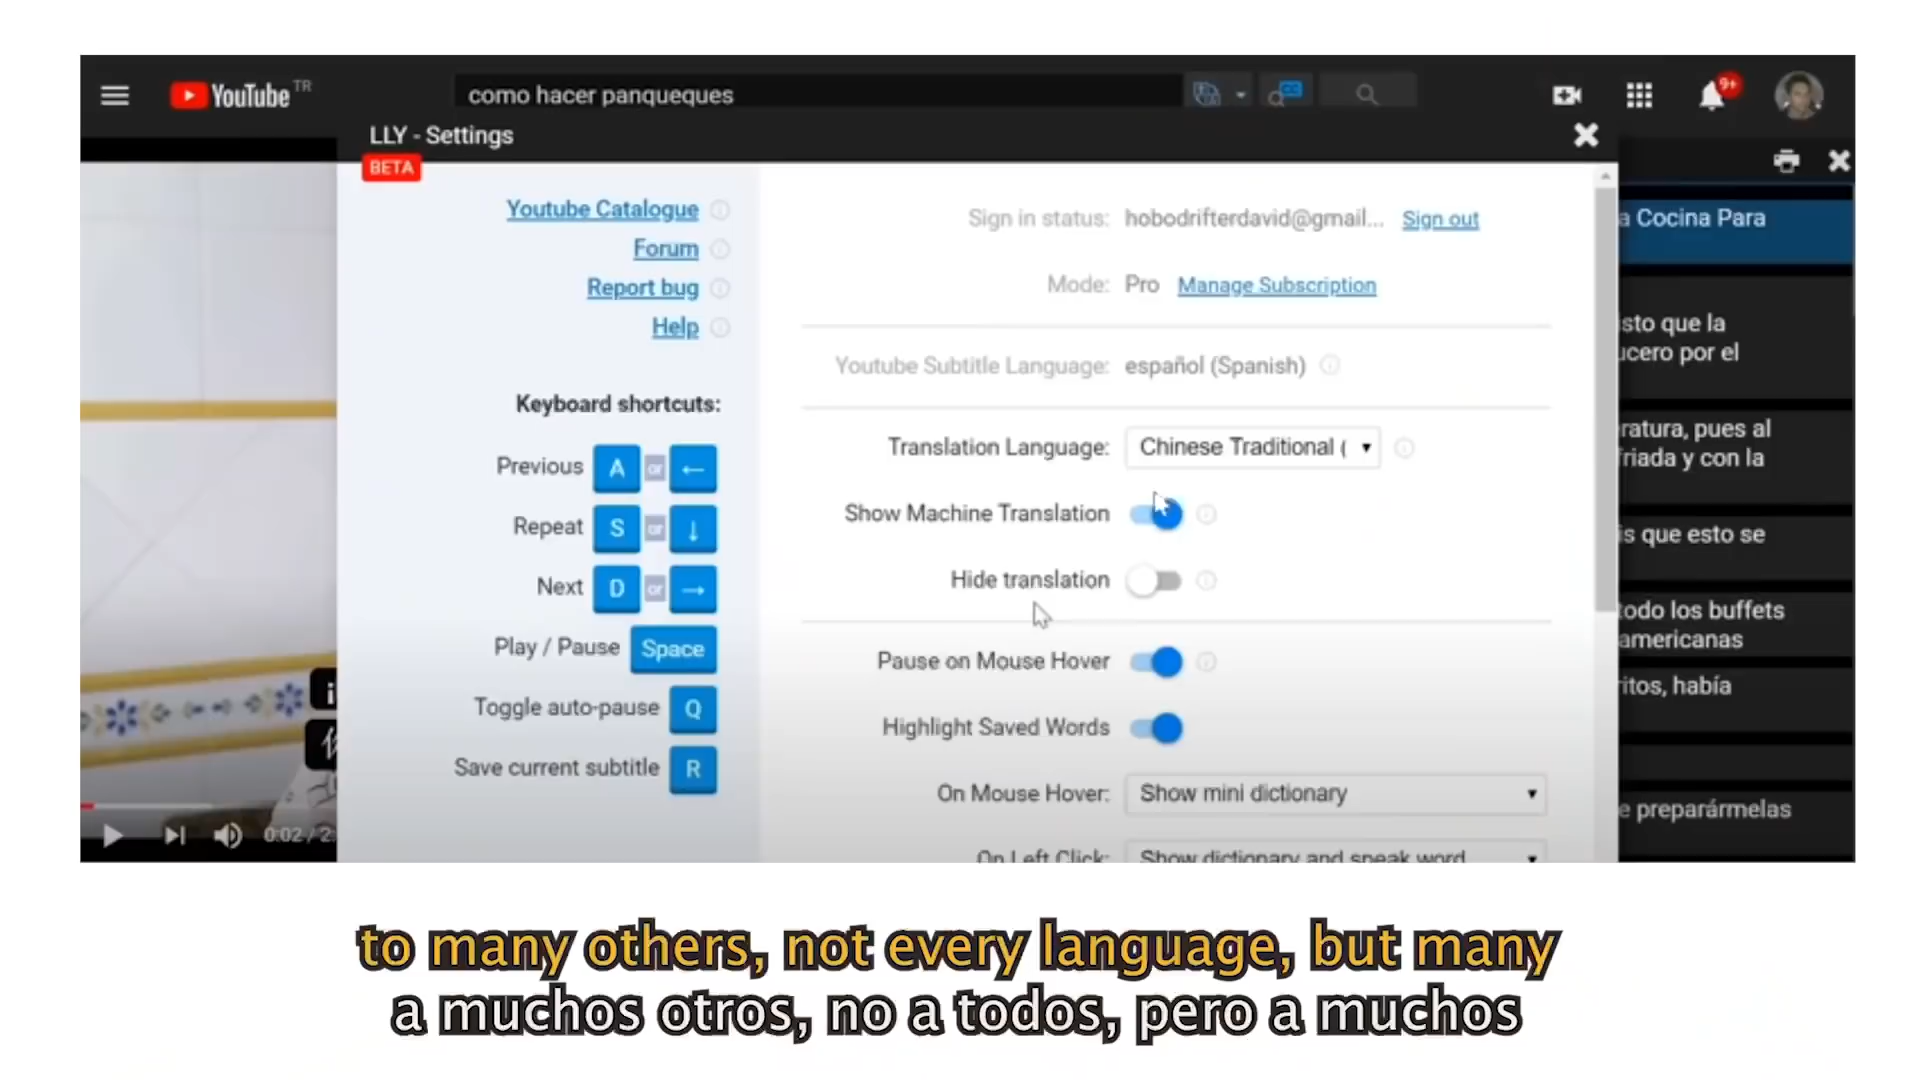 YouTube TR
como hacer panqueques
9+
LLY - Settings
BETA
Youtube Catalogue
Forum
Report bug
Help
Keyboard shortcuts:
Previous A or ←
Repeat S or ↓
Next D or →
Play / Pause Space
Toggle auto-pause Q
Save current subtitle R
Sign in status: hobodrifterdavid@gmail... Sign out
Mode: Pro Manage Subscription
Youtube Subtitle Language: español (Spanish)
Translation Language: Chinese Traditional (
Show Machine Translation
Hide translation
Pause on Mouse Hover
Highlight Saved Words
On Mouse Hover: Show mini dictionary
On Left Click: Show dictionary and speak word
a Cocina Para
isto que la
ucero por el
ratura, pues al
friada y con la
is que esto se
todo los buffets
americanas
ritos, había
e preparármelas
0:02 / 2:
to many others, not every language, but many
a muchos otros, no a todos, pero a muchos